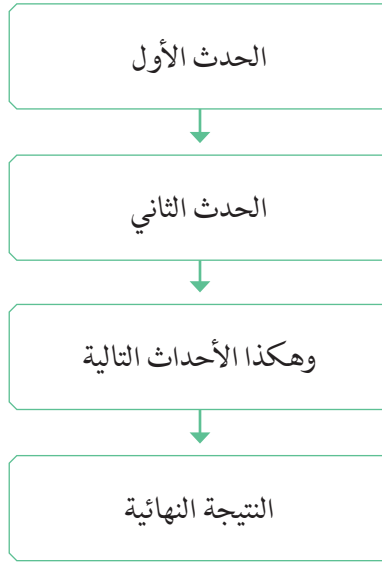 الحدث الأول
الحدث الثاني
وهكذا الأحداث التالية
النتيجة النهائية